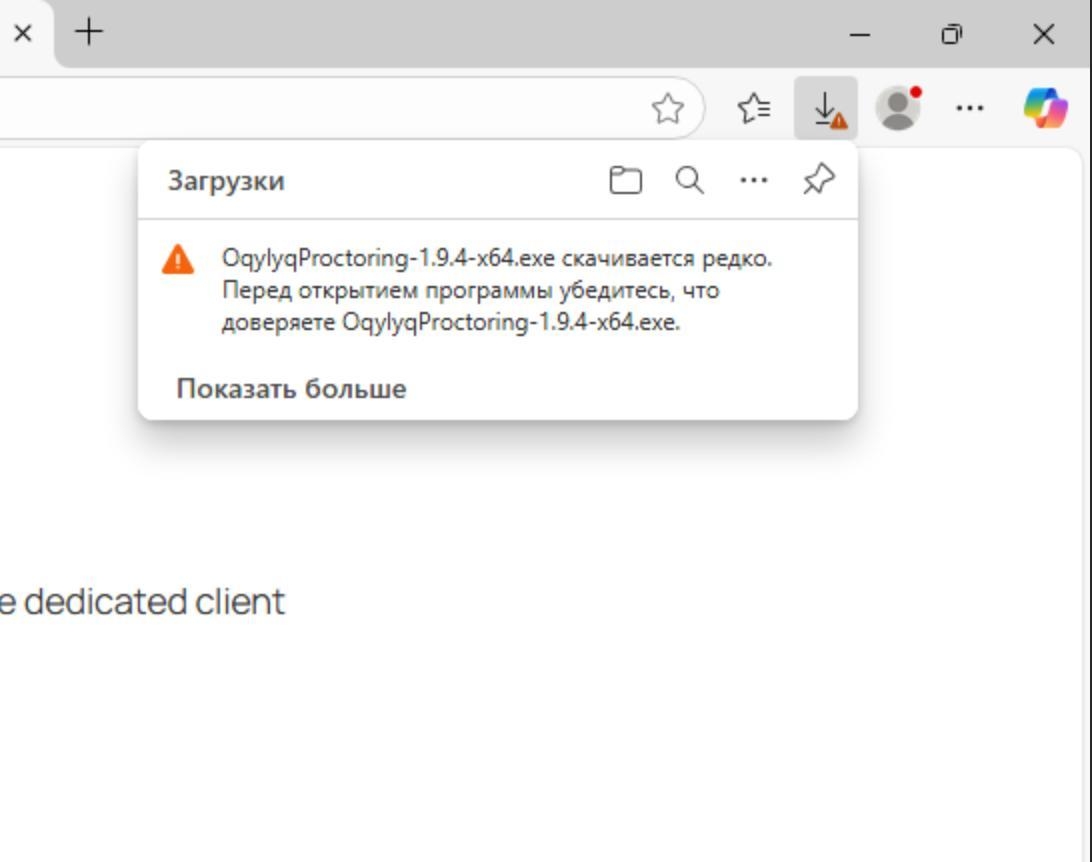 Загрузки
OqylyqProctoring-1.9.4-x64.exe скачивается редко.
Перед открытием программы убедитесь, что
доверяете OqylyqProctoring-1.9.4-x64.exe.
Показать больше
e dedicated client